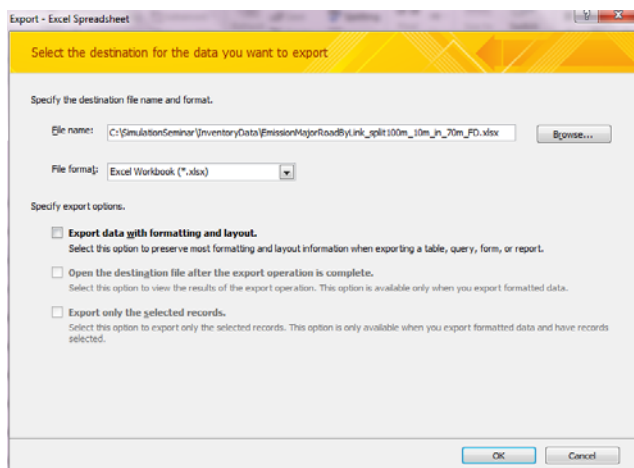 Export - Excel Spreadsheet
Select the destination for the data you want to export
Specify the destination file name and format.
File name: C:\SimulationSeminar\InventoryData\EmissionMajorRoadByLink_split100m_10m_in_70m_FD.xlsx Browse...
File format: Excel Workbook (*.xlsx)
Specify export options.
Export data with formatting and layout.
Select this option to preserve most formatting and layout information when exporting a table, query, form, or report.
Open the destination file after the export operation is complete.
Select this option to view the results of the export operation. This option is available only when you export formatted data.
Export only the selected records.
Select this option to export only the selected records. This option is only available when you export formatted data and have records
selected.
OK Cancel